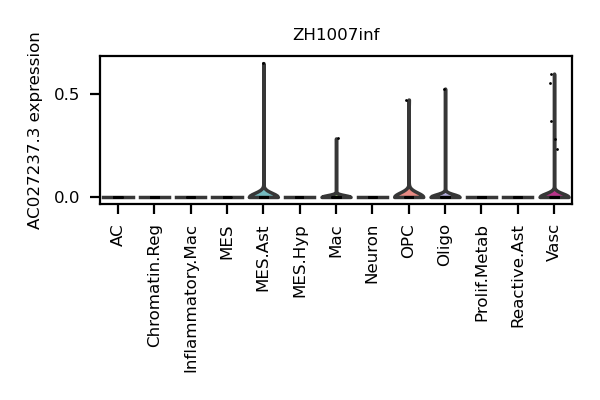 ZH1007inf
AC027237.3 expression
0.5
0.0
AC
Chromatin.Reg
Inflammatory.Mac
MES
MES.Ast
MES.Hyp
Mac
Neuron
OPC
Oligo
Prolif.Metab
Reactive.Ast
Vasc